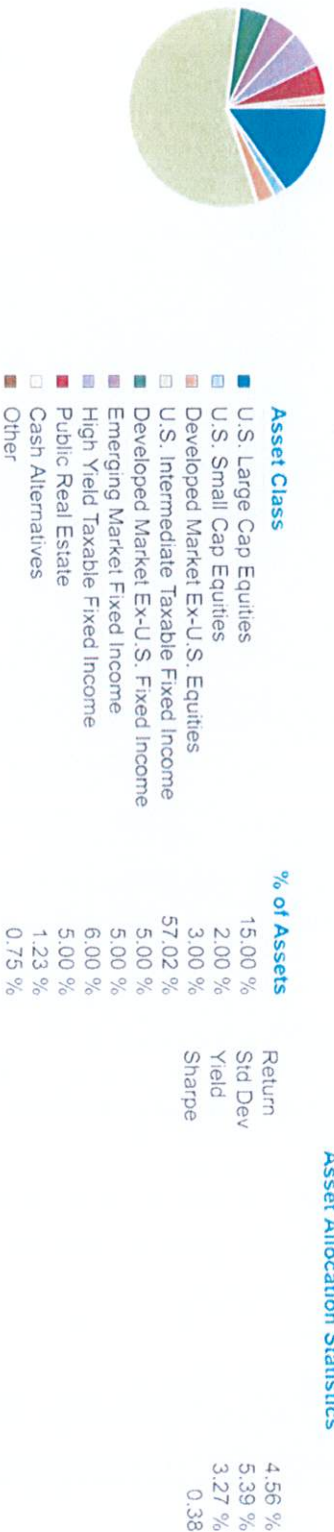 Asset Allocation Statistics
Asset Class % of Assets
U.S. Large Cap Equities 15.00 %
U.S. Small Cap Equities 2.00 %
Developed Market Ex-U.S. Equities 3.00 %
U.S. Intermediate Taxable Fixed Income 57.02 %
Developed Market Ex-U.S. Fixed Income 5.00 %
Emerging Market Fixed Income 5.00 %
High Yield Taxable Fixed Income 6.00 %
Public Real Estate 5.00 %
Cash Alternatives 1.23 %
Other 0.75 %
Return 4.56 %
Std Dev 5.39 %
Yield 3.27 %
Sharpe 0.38